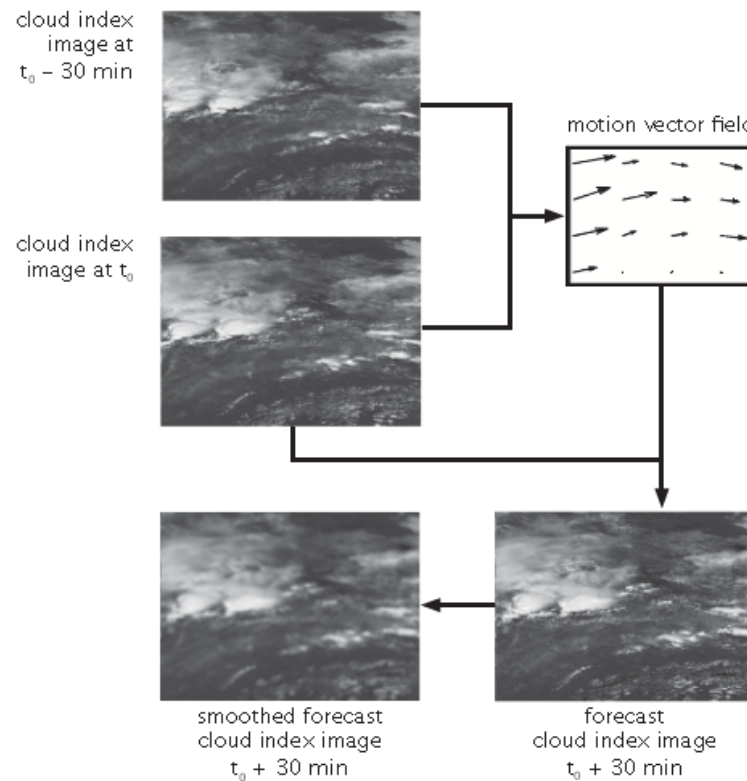 cloud index
image at
t₀ – 30 min
motion vector field
cloud index
image at t₀
smoothed forecast
cloud index image
t₀ + 30 min
forecast
cloud index image
t₀ + 30 min